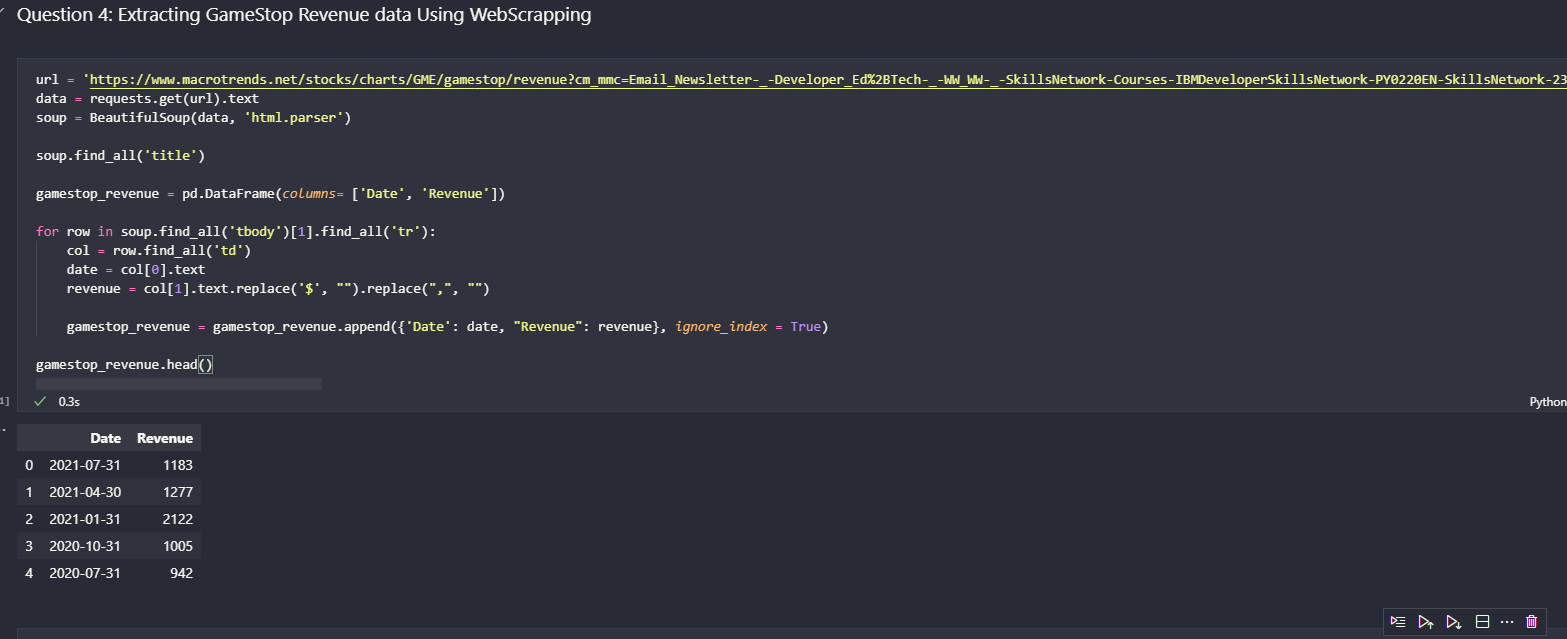 Question 4: Extracting GameStop Revenue data Using WebScrapping
url = 'https://www.macrotrends.net/stocks/charts/GME/gamestop/revenue?cm_mmc=Email_Newsletter-_-Developer_Ed%2BTech-_-WW_WW-_-SkillsNetwork-Courses-IBMDeveloperSkillsNetwork-PY0220EN-SkillsNetwork-23
data = requests.get(url).text
soup = BeautifulSoup(data, 'html.parser')
soup.find_all('title')
gamestop_revenue = pd.DataFrame(columns= ['Date', 'Revenue'])
for row in soup.find_all('tbody')[1].find_all('tr'):
col = row.find_all('td')
date = col[0].text
revenue = col[1].text.replace('$', "").replace(",", "")
gamestop_revenue = gamestop_revenue.append({'Date': date, "Revenue": revenue}, ignore_index = True)
gamestop_revenue.head()
1] ✓ 0.3s Python
Date Revenue
0 2021-07-31 1183
1 2021-04-30 1277
2 2021-01-31 2122
3 2020-10-31 1005
4 2020-07-31 942